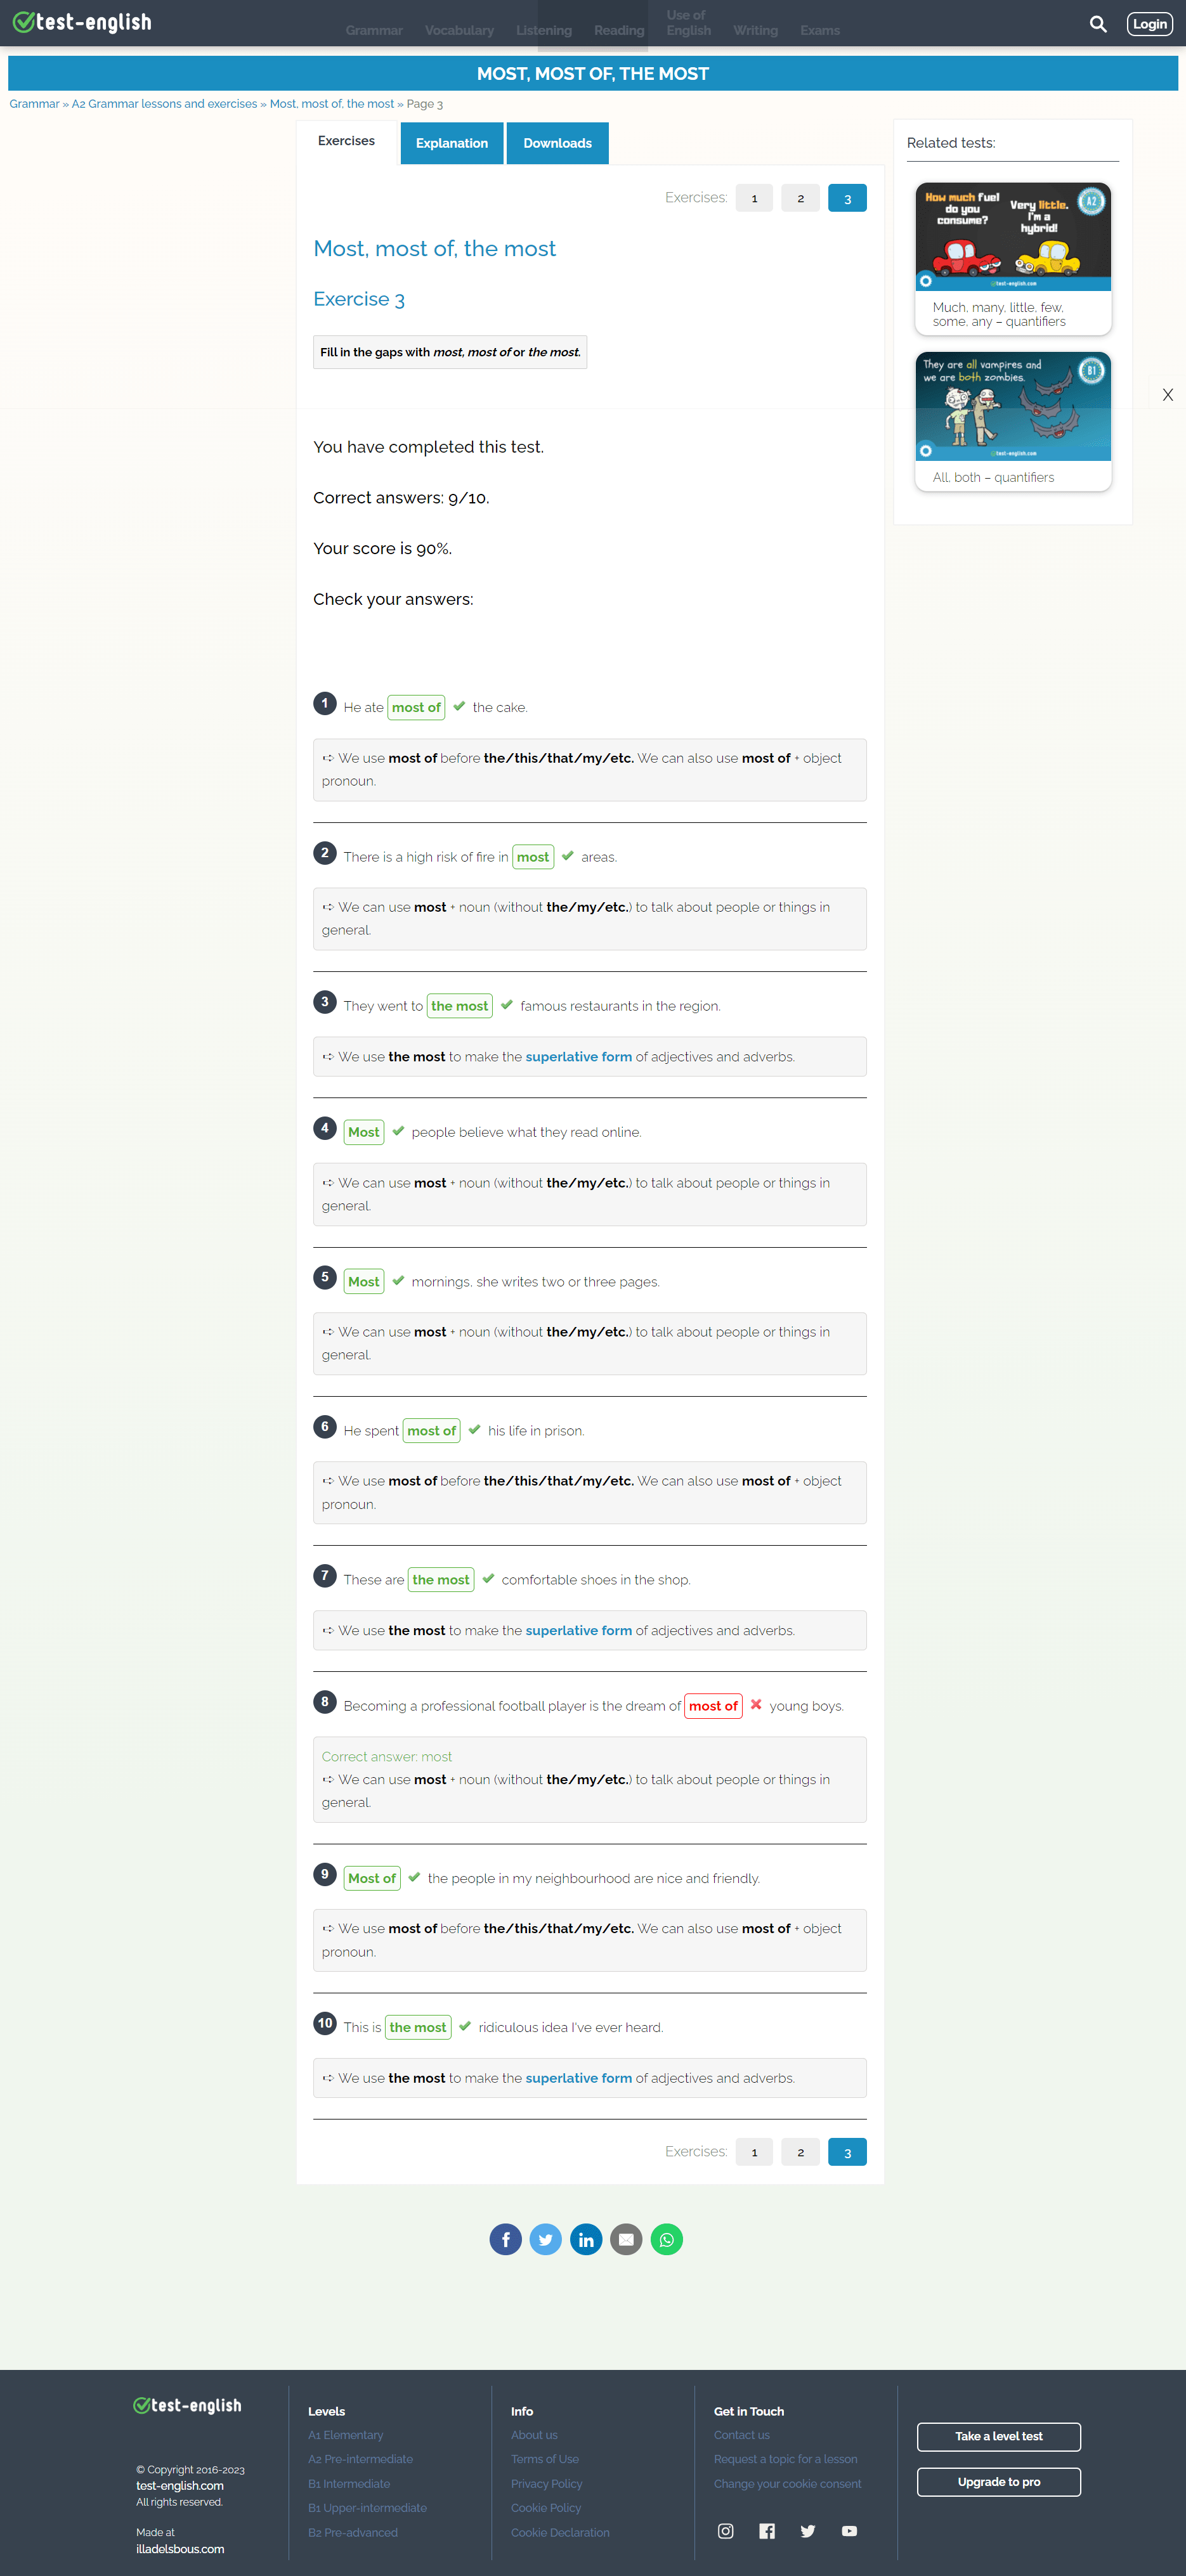 test-english
Grammar Vocabulary Listening Reading Use of English Writing Exams
Login
MOST, MOST OF, THE MOST
Grammar » A2 Grammar lessons and exercises » Most, most of, the most » Page 3
Exercises Explanation Downloads
Exercises: 1 2 3
Most, most of, the most
Exercise 3
Fill in the gaps with most, most of or the most.
You have completed this test.
Correct answers: 9/10.
Your score is 90%.
Check your answers:
1 He ate most of the cake.
➪ We use most of before the/this/that/my/etc. We can also use most of + object
pronoun.
2 There is a high risk of fire in most areas.
➪ We can use most + noun (without the/my/etc.) to talk about people or things in
general.
3 They went to the most famous restaurants in the region.
➪ We use the most to make the superlative form of adjectives and adverbs.
4 Most people believe what they read online.
➪ We can use most + noun (without the/my/etc.) to talk about people or things in
general.
5 Most mornings, she writes two or three pages.
➪ We can use most + noun (without the/my/etc.) to talk about people or things in
general.
6 He spent most of his life in prison.
➪ We use most of before the/this/that/my/etc. We can also use most of + object
pronoun.
7 These are the most comfortable shoes in the shop.
➪ We use the most to make the superlative form of adjectives and adverbs.
8 Becoming a professional football player is the dream of most of young boys.
Correct answer: most
➪ We can use most + noun (without the/my/etc.) to talk about people or things in
general.
9 Most of the people in my neighbourhood are nice and friendly.
➪ We use most of before the/this/that/my/etc. We can also use most of + object
pronoun.
10 This is the most ridiculous idea I've ever heard.
➪ We use the most to make the superlative form of adjectives and adverbs.
Exercises: 1 2 3
Related tests:
How much fuel
do you
consume?
Very little.
I'm a
hybrid!
A2
test-english.com
Much, many, little, few,
some, any – quantifiers
They are all vampires and
we are both zombies.
B1
test-english.com
All, both – quantifiers
X
test-english
© Copyright 2016-2023
test-english.com
All rights reserved.
Made at
illadelsbous.com
Levels
A1 Elementary
A2 Pre-intermediate
B1 Intermediate
B1 Upper-intermediate
B2 Pre-advanced
Info
About us
Terms of Use
Privacy Policy
Cookie Policy
Cookie Declaration
Get in Touch
Contact us
Request a topic for a lesson
Change your cookie consent
Take a level test
Upgrade to pro